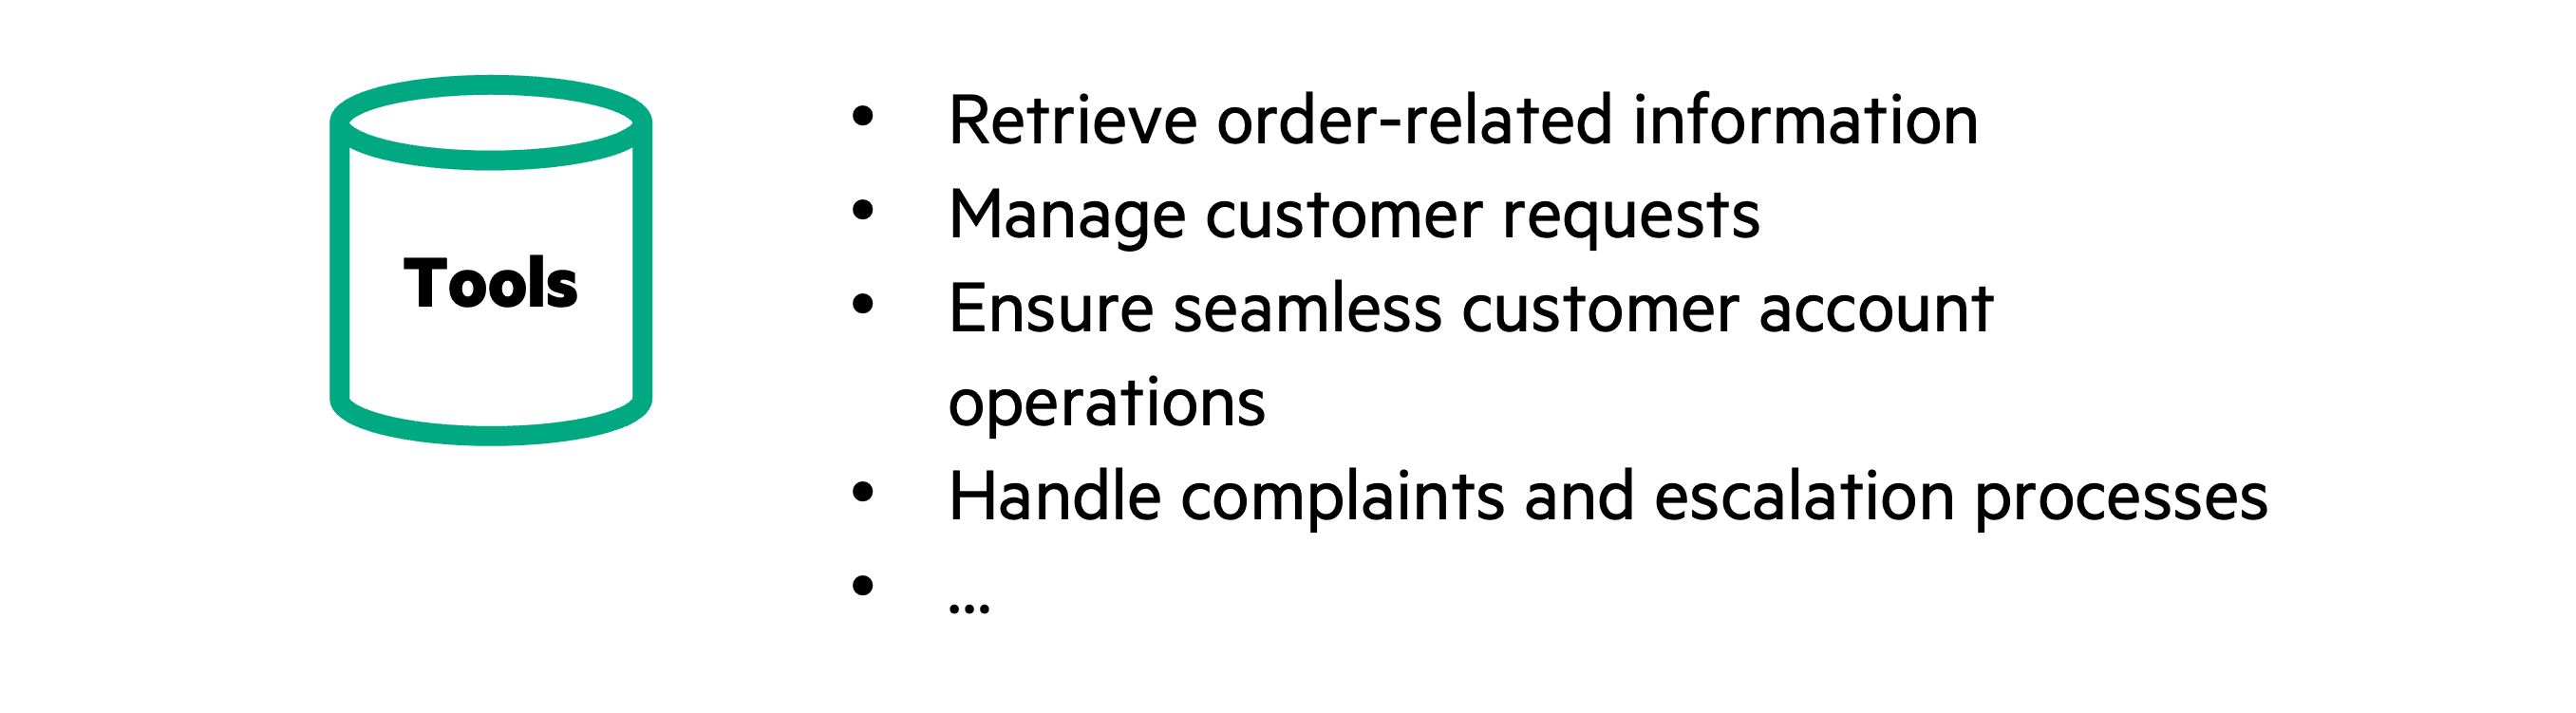 Tools
• Retrieve order-related information
• Manage customer requests
• Ensure seamless customer account
operations
• Handle complaints and escalation processes
• ...